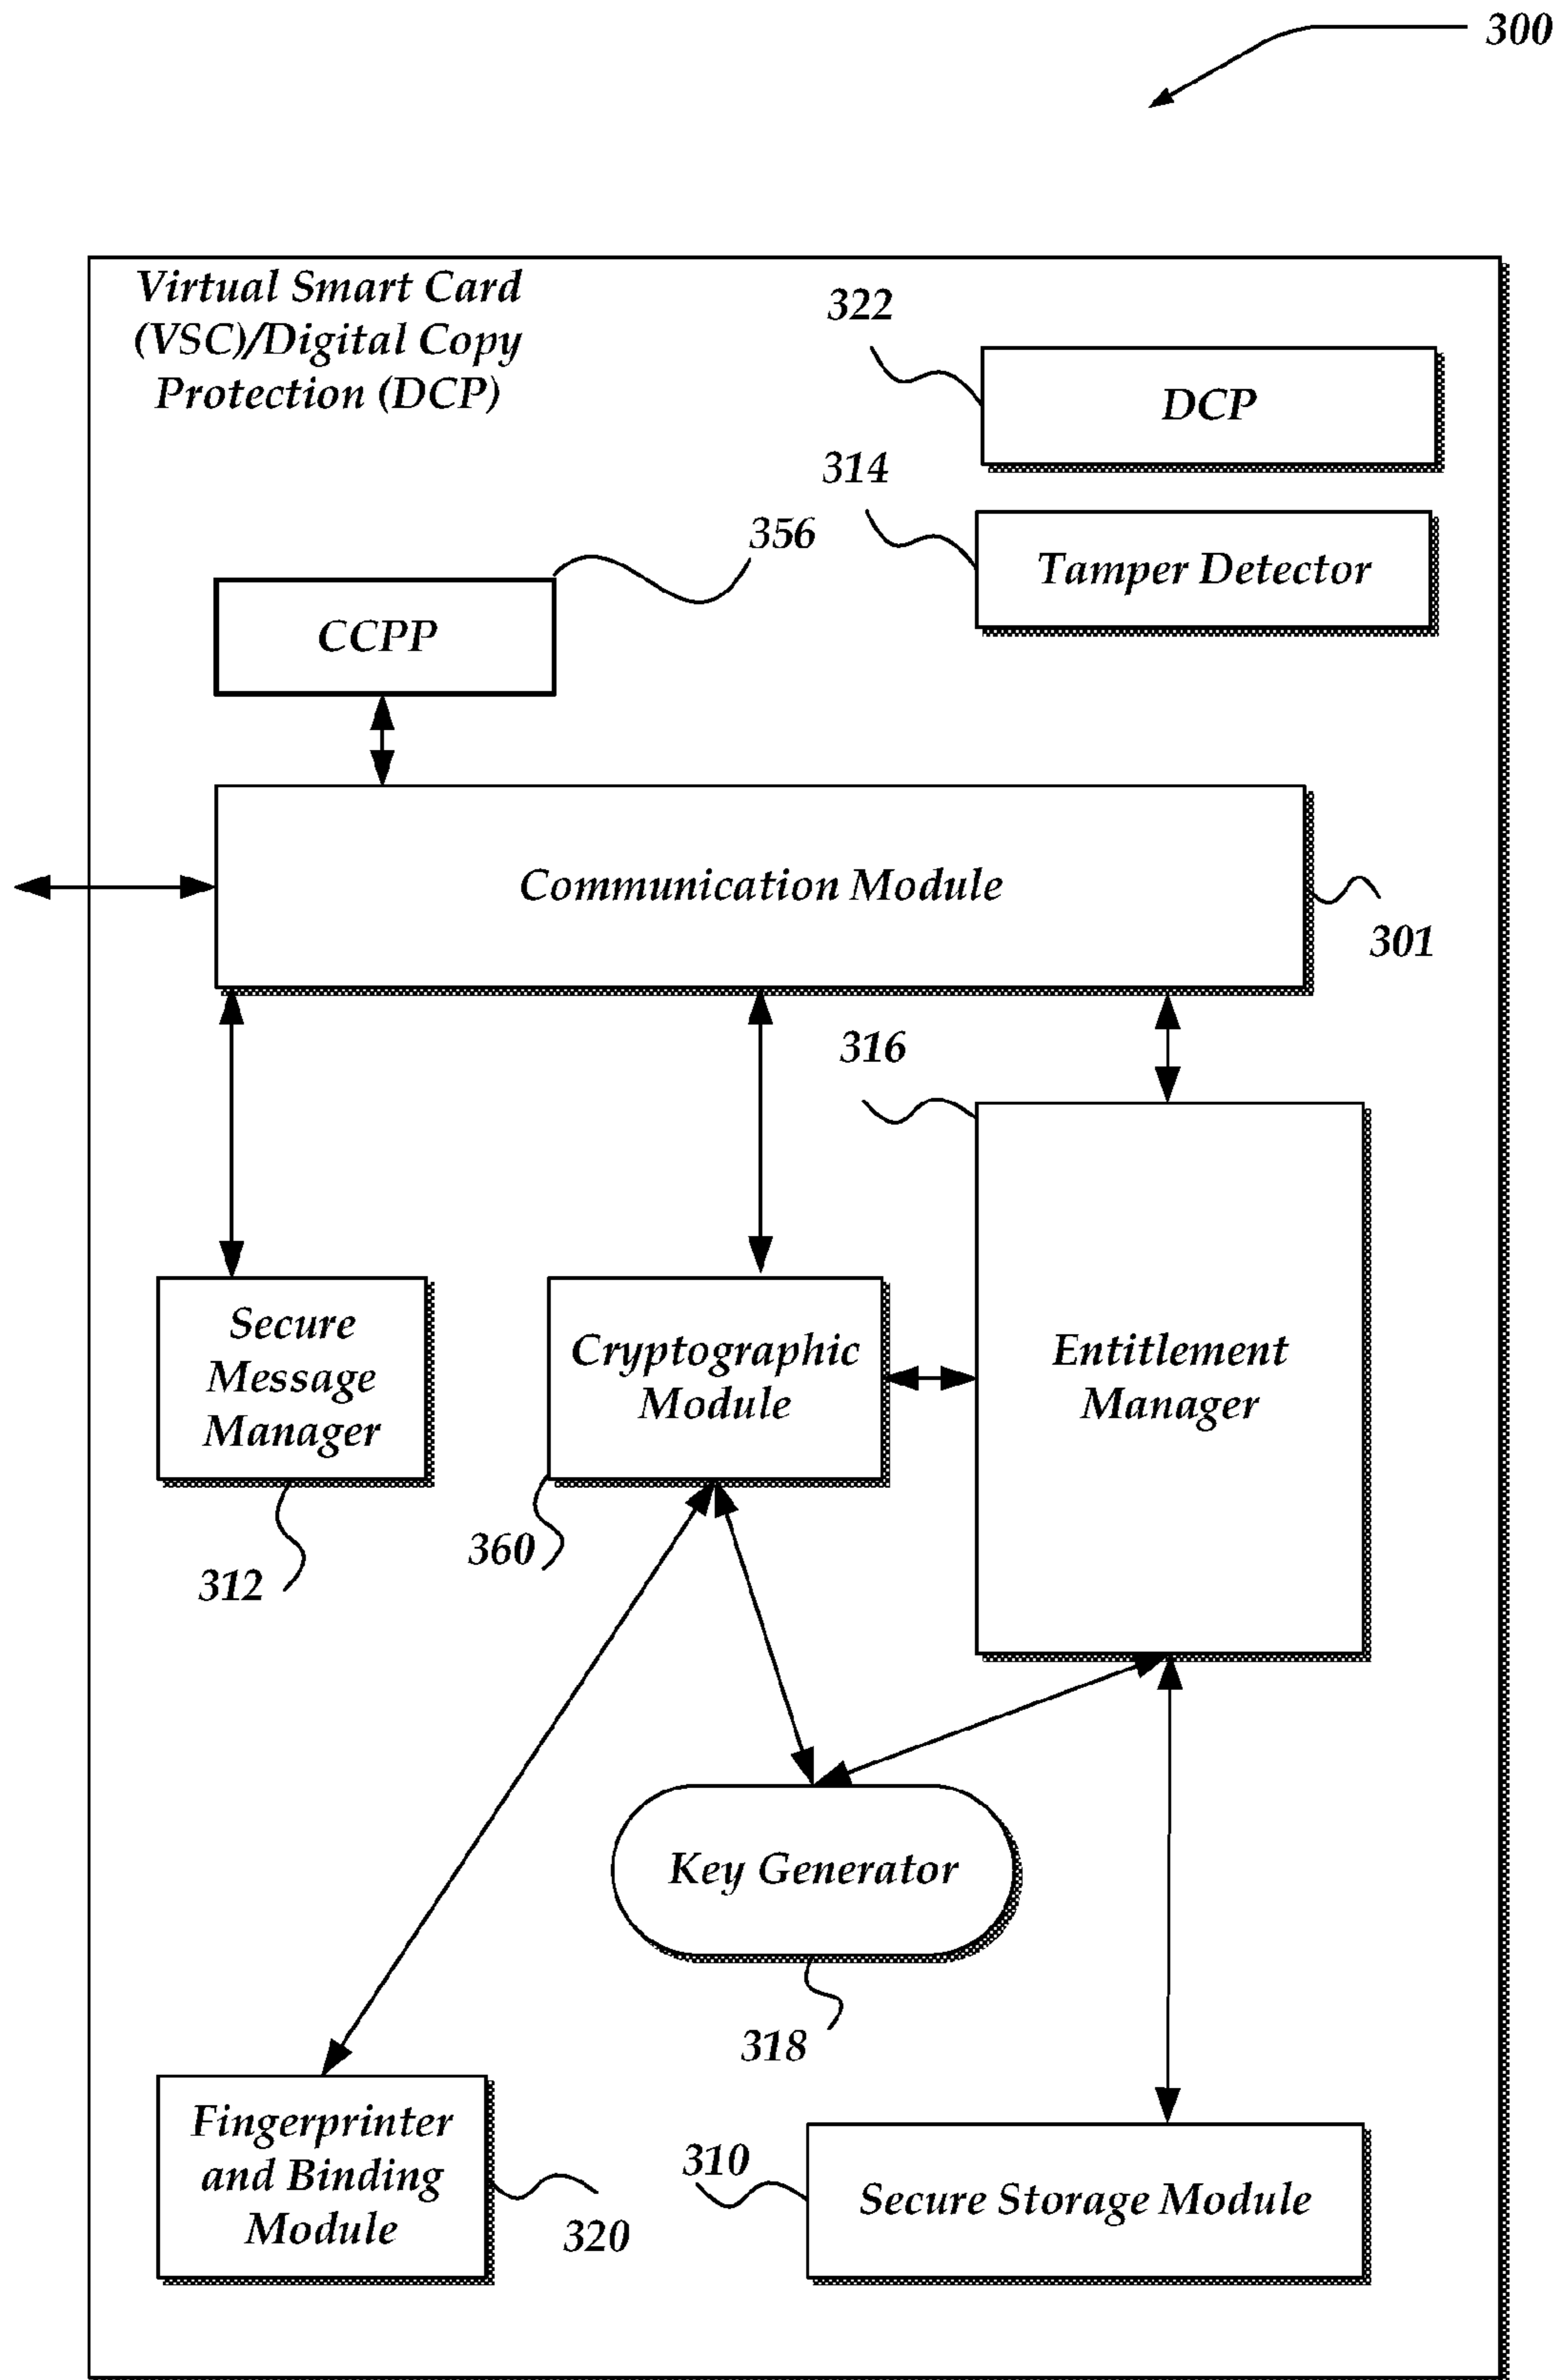 300
Virtual Smart Card
(VSC)/Digital Copy
Protection (DCP)
322
DCP
314
Tamper Detector
356
CCPP
Communication Module
301
316
Secure
Message
Manager
312
Cryptographic
Module
360
Entitlement
Manager
Key Generator
318
Fingerprinter
and Binding
Module
320
310
Secure Storage Module